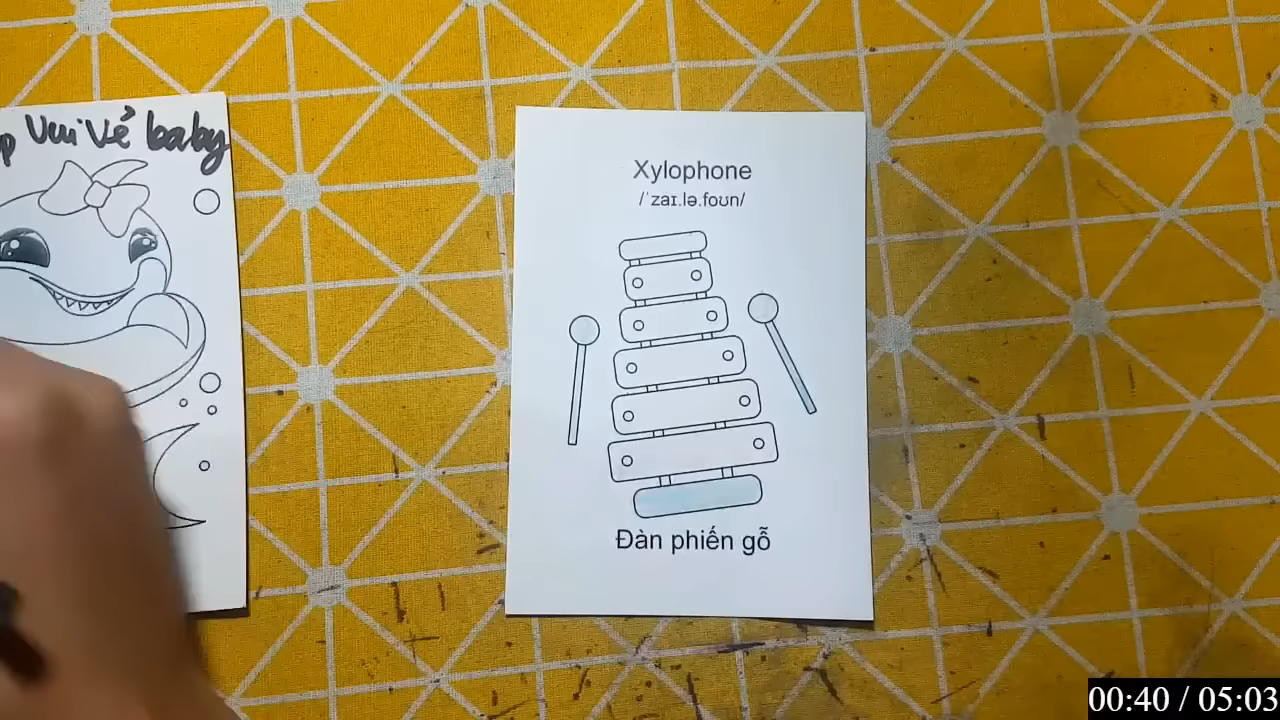 Vui Vẻ baby
Xylophone
/ˈzaɪ.lə.foʊn/
Đàn phiến gỗ
00:40 / 05:03